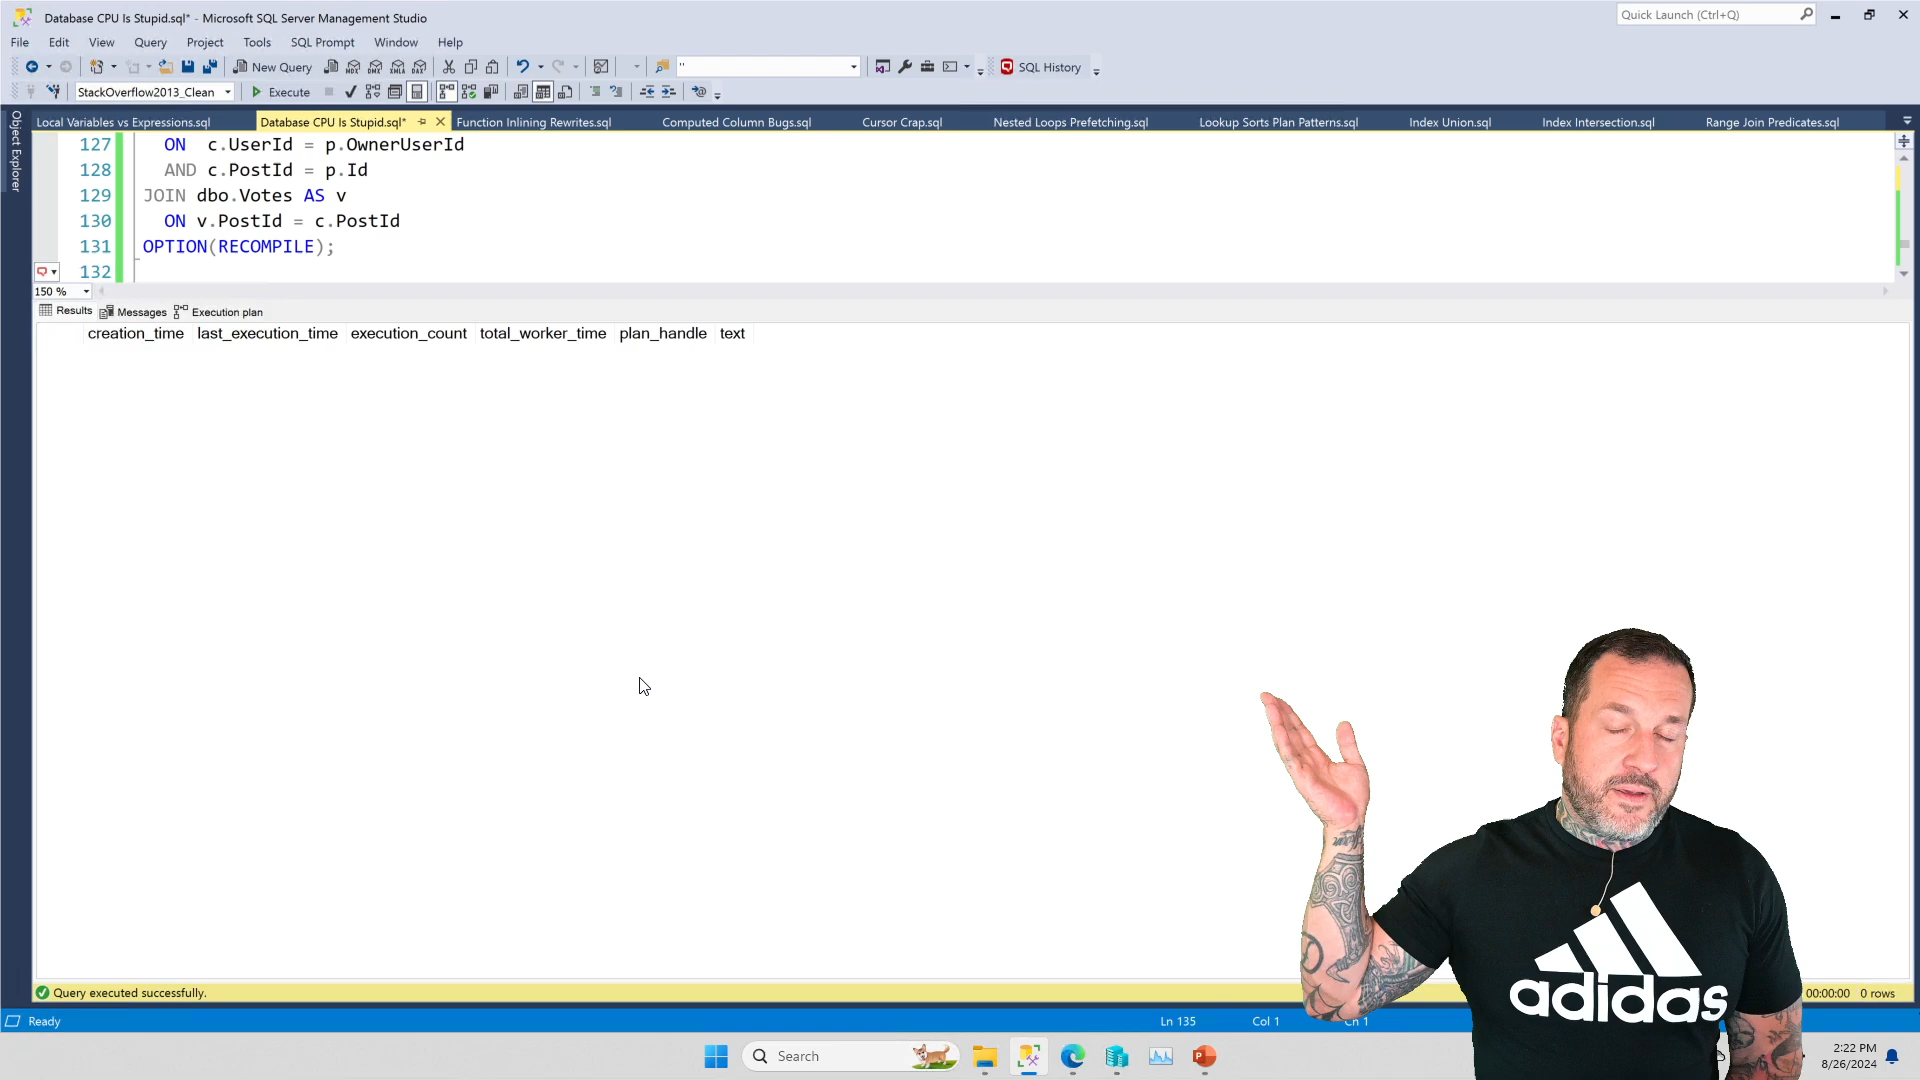 Database CPU Is Stupid.sql* - Microsoft SQL Server Management Studio
Quick Launch (Ctrl+Q)
File Edit View Query Project Tools SQL Prompt Window Help
New Query
MDX DMX XMLA DAX
"
SQL History
StackOverflow2013_Clean
Execute
Object Explorer
Local Variables vs Expressions.sql
Database CPU Is Stupid.sql*
Function Inlining Rewrites.sql
Computed Column Bugs.sql
Cursor Crap.sql
Nested Loops Prefetching.sql
Lookup Sorts Plan Patterns.sql
Index Union.sql
Index Intersection.sql
Range Join Predicates.sql
127 ON c.UserId = p.OwnerUserId
128 AND c.PostId = p.Id
129 JOIN dbo.Votes AS v
130 ON v.PostId = c.PostId
131 OPTION(RECOMPILE);
132
150 %
Results Messages Execution plan
creation_time last_execution_time execution_count total_worker_time plan_handle text
adidas
Query executed successfully.
00:00:00 0 rows
Ready
Ln 135 Col 1 Ch 1
Search
2:22 PM
8/26/2024